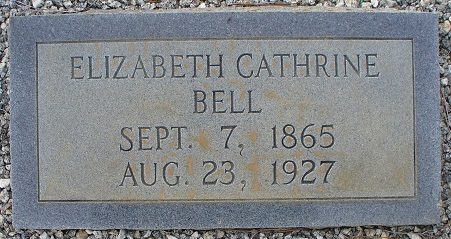 ELIZABETH CATHRINE
BELL
SEPT. 7, 1865
AUG. 23, 1927